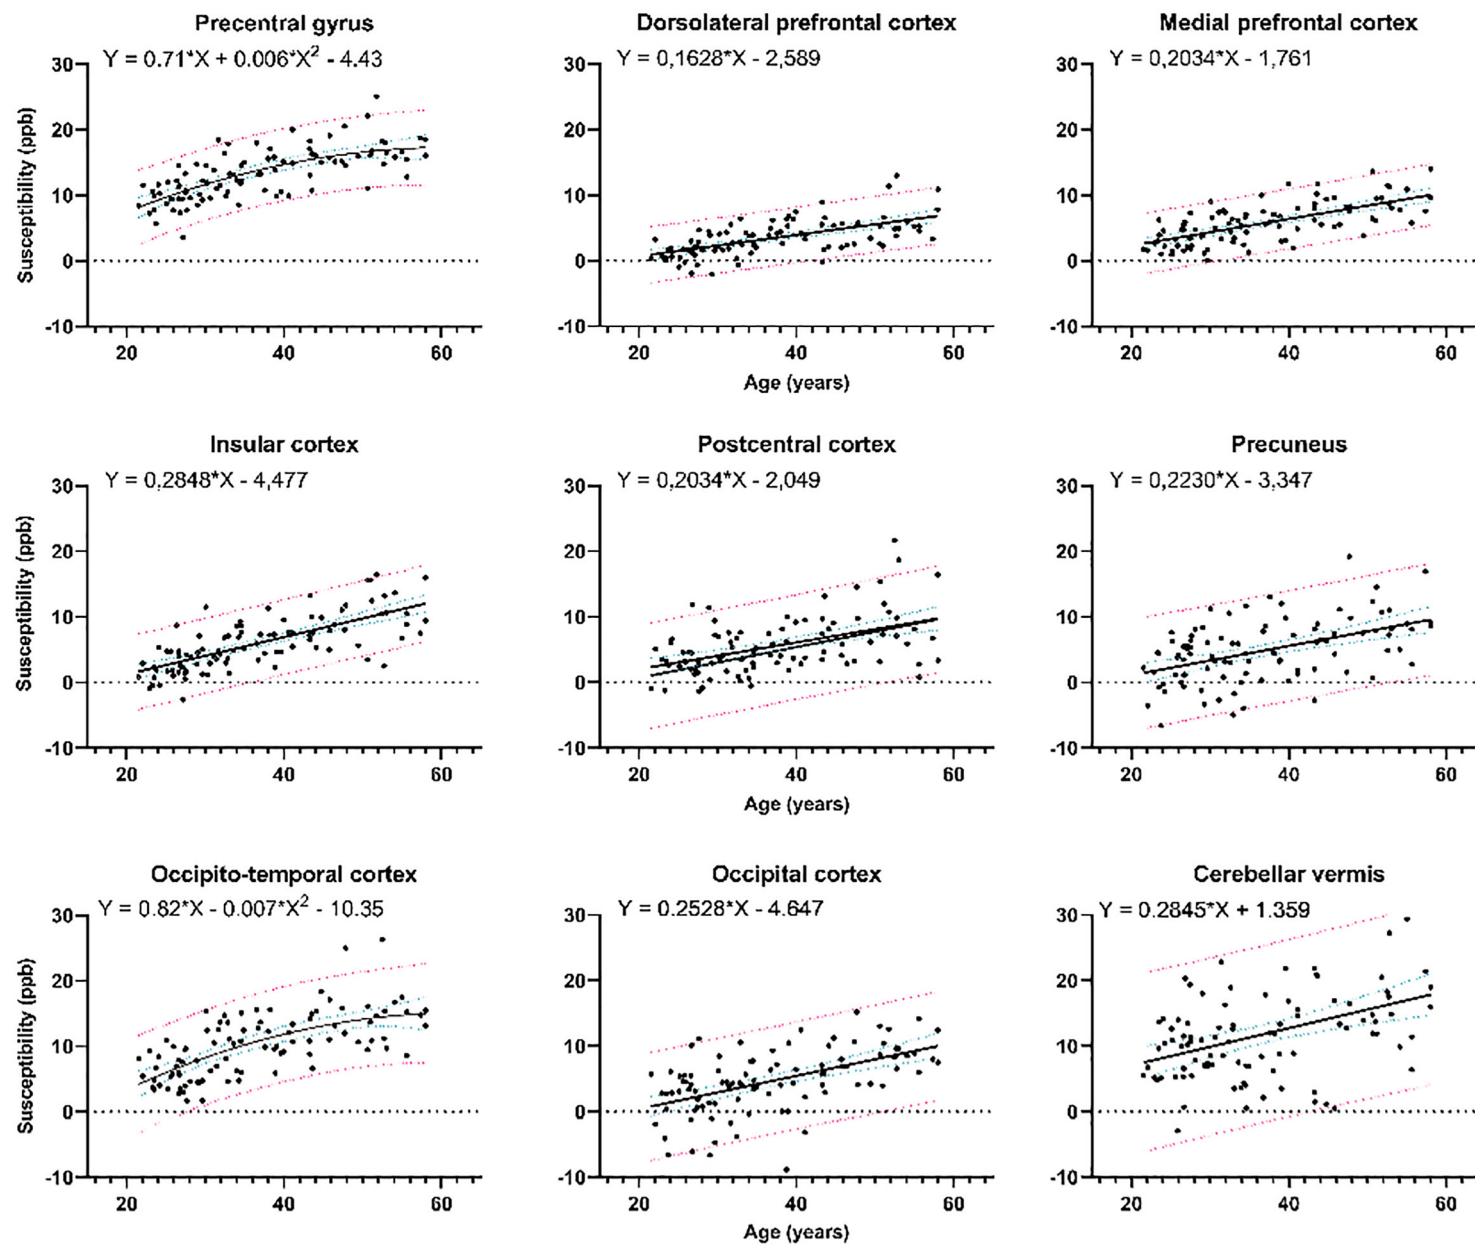 Precentral gyrus
Y = 0.71*X + 0.006*X² - 4.43
Susceptibility (ppb)
30
20
10
0
-10
20 40 60
Dorsolateral prefrontal cortex
Y = 0,1628*X - 2,589
30
20
10
0
-10
20 40 60
Age (years)
Medial prefrontal cortex
Y = 0,2034*X - 1,761
30
20
10
0
-10
20 40 60
Insular cortex
Y = 0,2848*X - 4,477
Susceptibility (ppb)
30
20
10
0
-10
20 40 60
Postcentral cortex
Y = 0,2034*X - 2,049
30
20
10
0
-10
20 40 60
Age (years)
Precuneus
Y = 0,2230*X - 3,347
30
20
10
0
-10
20 40 60
Occipito-temporal cortex
Y = 0.82*X - 0.007*X² - 10.35
Susceptibility (ppb)
30
20
10
0
-10
20 40 60
Occipital cortex
Y = 0.2528*X - 4.647
30
20
10
0
-10
20 40 60
Age (years)
Cerebellar vermis
Y = 0.2845*X + 1.359
30
20
10
0
-10
20 40 60